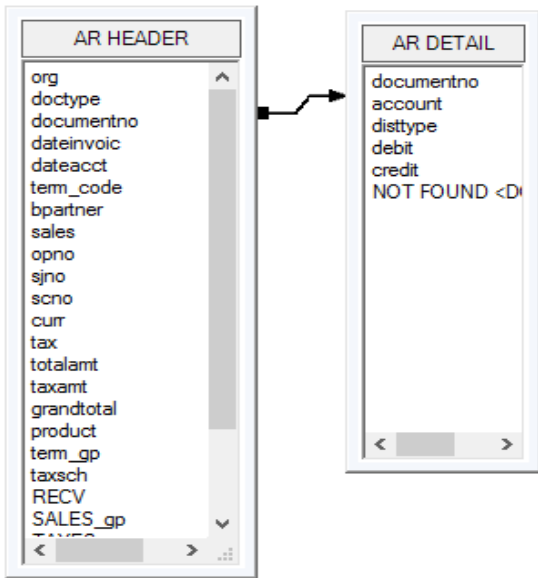 AR HEADER
org
doctype
documentno
dateinvoic
dateacct
term_code
bpartner
sales
opno
sjno
scno
curr
tax
totalamt
taxamt
grandtotal
product
term_gp
taxsch
RECV
SALES_gp
TAXES
AR DETAIL
documentno
account
disttype
debit
credit
NOT FOUND <D